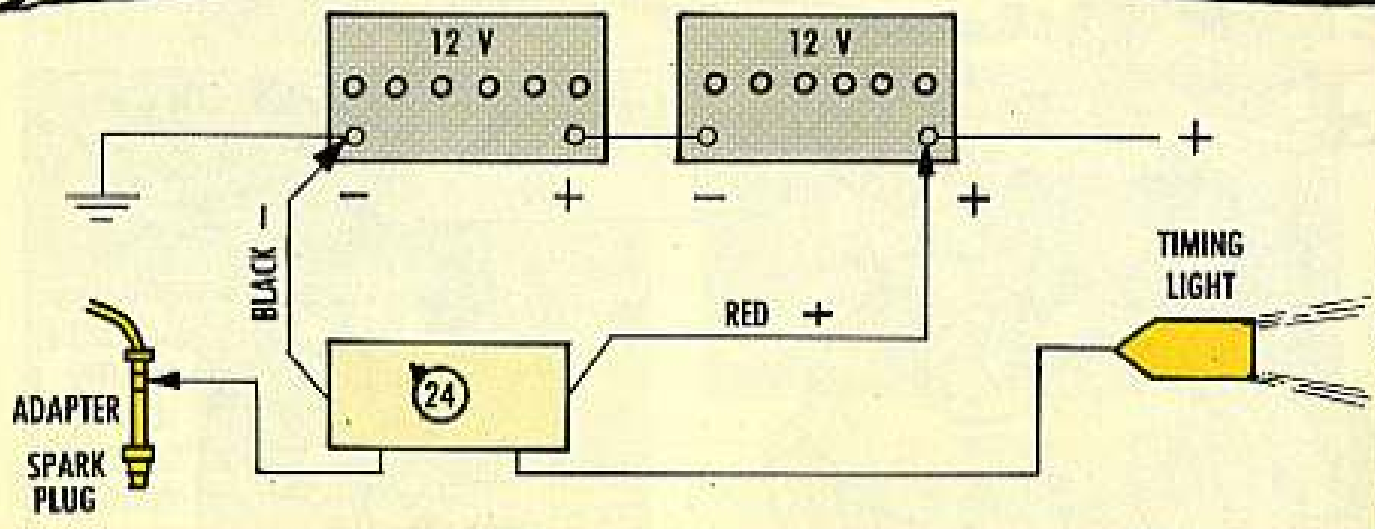 12 V
12 V
+
−
+
−
+
BLACK −
RED +
TIMING
LIGHT
24
ADAPTER
SPARK
PLUG